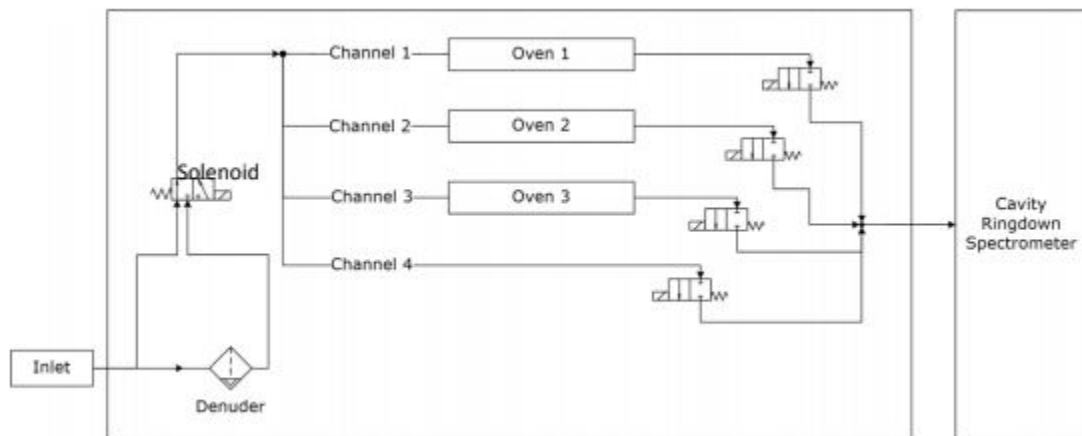 Channel 1
Oven 1
Channel 2
Oven 2
Solenoid
Channel 3
Oven 3
Cavity
Ringdown
Spectrometer
Channel 4
Inlet
Denuder